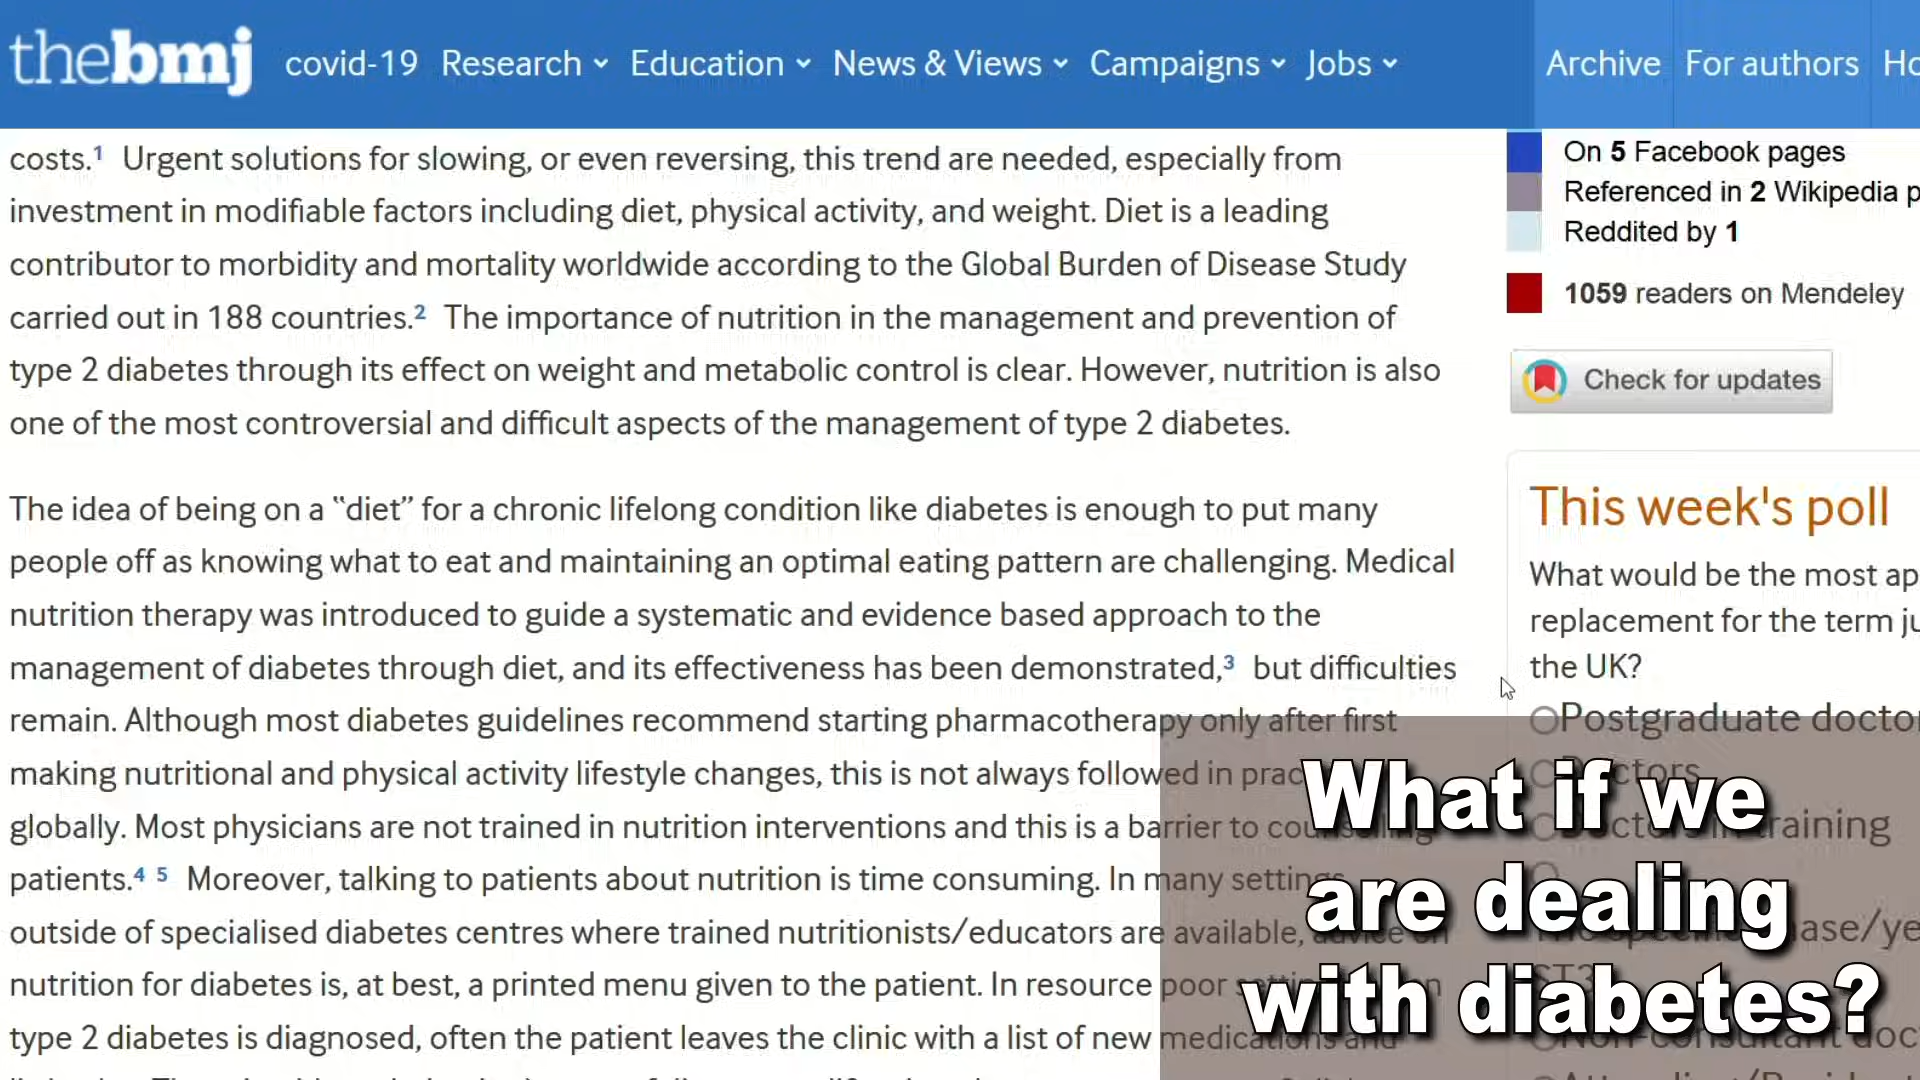 thebmj covid-19 Research Education News & Views Campaigns Jobs Archive For authors
costs.1 Urgent solutions for slowing, or even reversing, this trend are needed, especially from
investment in modifiable factors including diet, physical activity, and weight. Diet is a leading
contributor to morbidity and mortality worldwide according to the Global Burden of Disease Study
carried out in 188 countries.2 The importance of nutrition in the management and prevention of
type 2 diabetes through its effect on weight and metabolic control is clear. However, nutrition is also
one of the most controversial and difficult aspects of the management of type 2 diabetes.
The idea of being on a “diet” for a chronic lifelong condition like diabetes is enough to put many
people off as knowing what to eat and maintaining an optimal eating pattern are challenging. Medical
nutrition therapy was introduced to guide a systematic and evidence based approach to the
management of diabetes through diet, and its effectiveness has been demonstrated,3 but difficulties
remain. Although most diabetes guidelines recommend starting pharmacotherapy only after first
making nutritional and physical activity lifestyle changes, this is not always followed in prac
globally. Most physicians are not trained in nutrition interventions and this is a barrier to
patients.4 5 Moreover, talking to patients about nutrition is time consuming. In many settings
outside of specialised diabetes centres where trained nutritionists/educators are available,
nutrition for diabetes is, at best, a printed menu given to the patient. In resource poor
type 2 diabetes is diagnosed, often the patient leaves the clinic with a list of new medications and
On 5 Facebook pages
Referenced in 2 Wikipedia p
Reddited by 1
1059 readers on Mendeley
Check for updates
This week's poll
What would be the most ap
replacement for the term ju
the UK?
Postgraduate docto
Doctors
raining
ase/ye
What if we
are dealing
with diabetes?